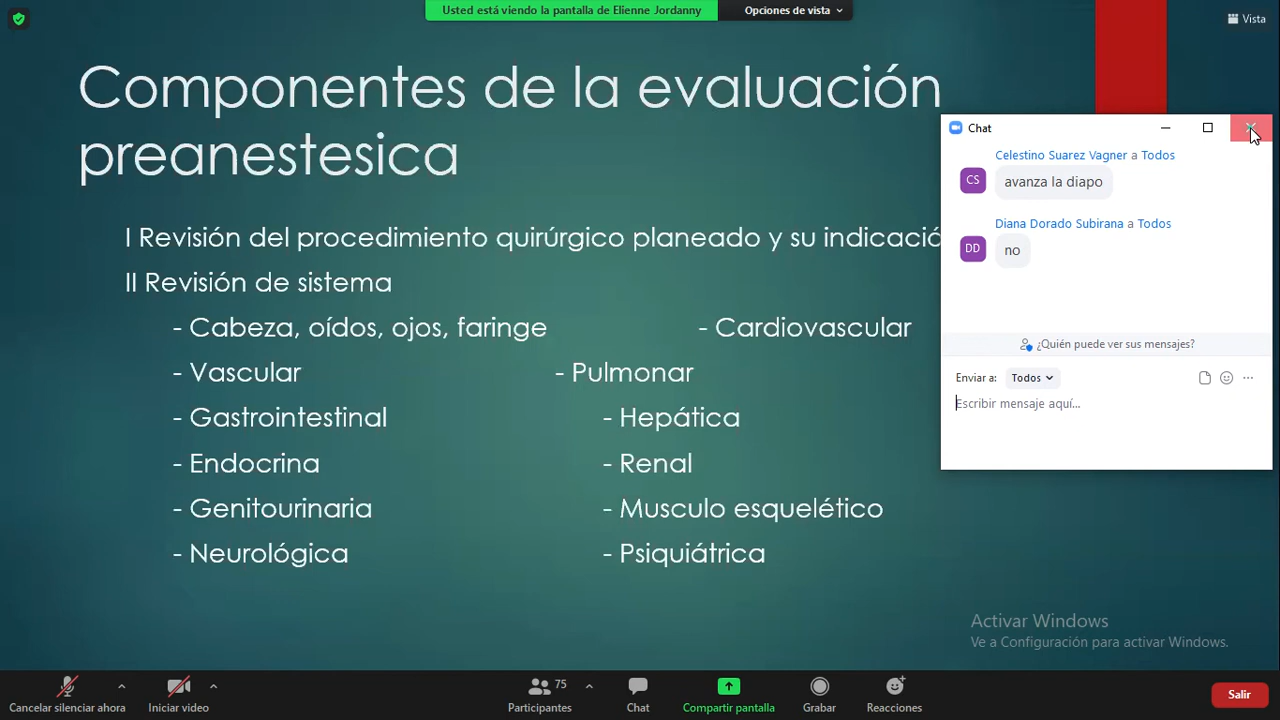 Usted está viendo la pantalla de Elienne Jordanny
Opciones de vista
Vista
Componentes de la evaluación
preanestesica
I Revisión del procedimiento quirúrgico planeado y su indicació
II Revisión de sistema
- Cabeza, oídos, ojos, faringe - Cardiovascular
- Vascular - Pulmonar
- Gastrointestinal - Hepática
- Endocrina - Renal
- Genitourinaria - Musculo esquelético
- Neurológica - Psiquiátrica
Chat
Celestino Suarez Vagner a Todos
CS
avanza la diapo
Diana Dorado Subirana a Todos
DD
no
¿Quién puede ver sus mensajes?
Enviar a: Todos
Escribir mensaje aquí...
Activar Windows
Ve a Configuración para activar Windows.
Cancelar silenciar ahora
Iniciar video
75
Participantes
Chat
Compartir pantalla
Grabar
Reacciones
Salir